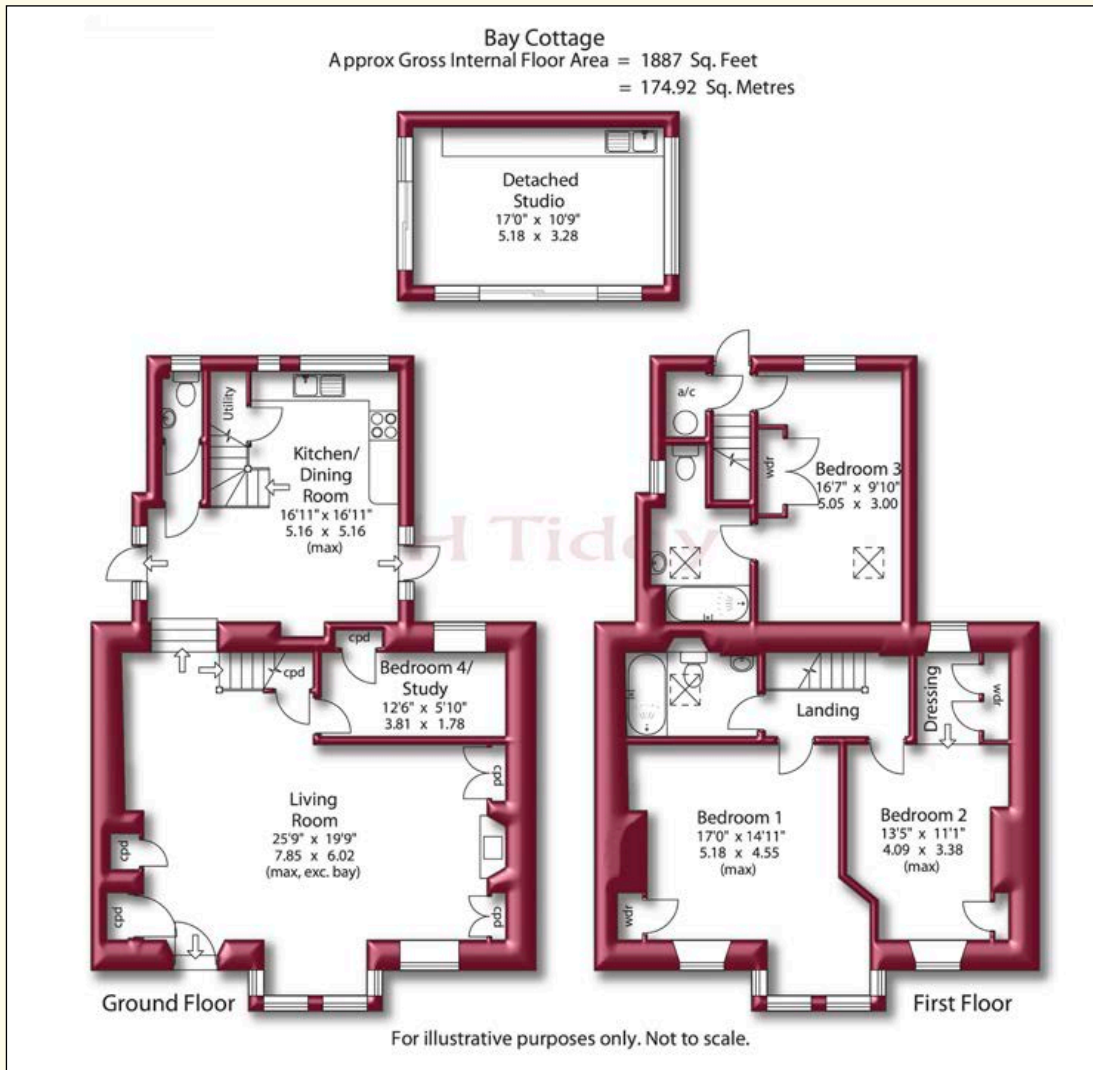 Bay Cottage
Approx Gross Internal Floor Area = 1887 Sq. Feet
= 174.92 Sq. Metres
Detached
Studio
17'0" x 10'9"
5.18 x 3.28
Utility
Kitchen/
Dining
Room
16'11" x 16'11"
5.16 x 5.16
(max)
cpd
cpd
Bedroom 4/
Study
12'6" x 5'10"
3.81 x 1.78
Living
Room
25'9" x 19'9"
7.85 x 6.02
(max, exc. bay)
cpd
cpd
cpd
cpd
Ground Floor
a/c
wdr
Bedroom 3
16'7" x 9'10"
5.05 x 3.00
H Tiddy
Landing
Dressing
wdr
Bedroom 1
17'0" x 14'11"
5.18 x 4.55
(max)
Bedroom 2
13'5" x 11'1"
4.09 x 3.38
(max)
wdr
First Floor
For illustrative purposes only. Not to scale.